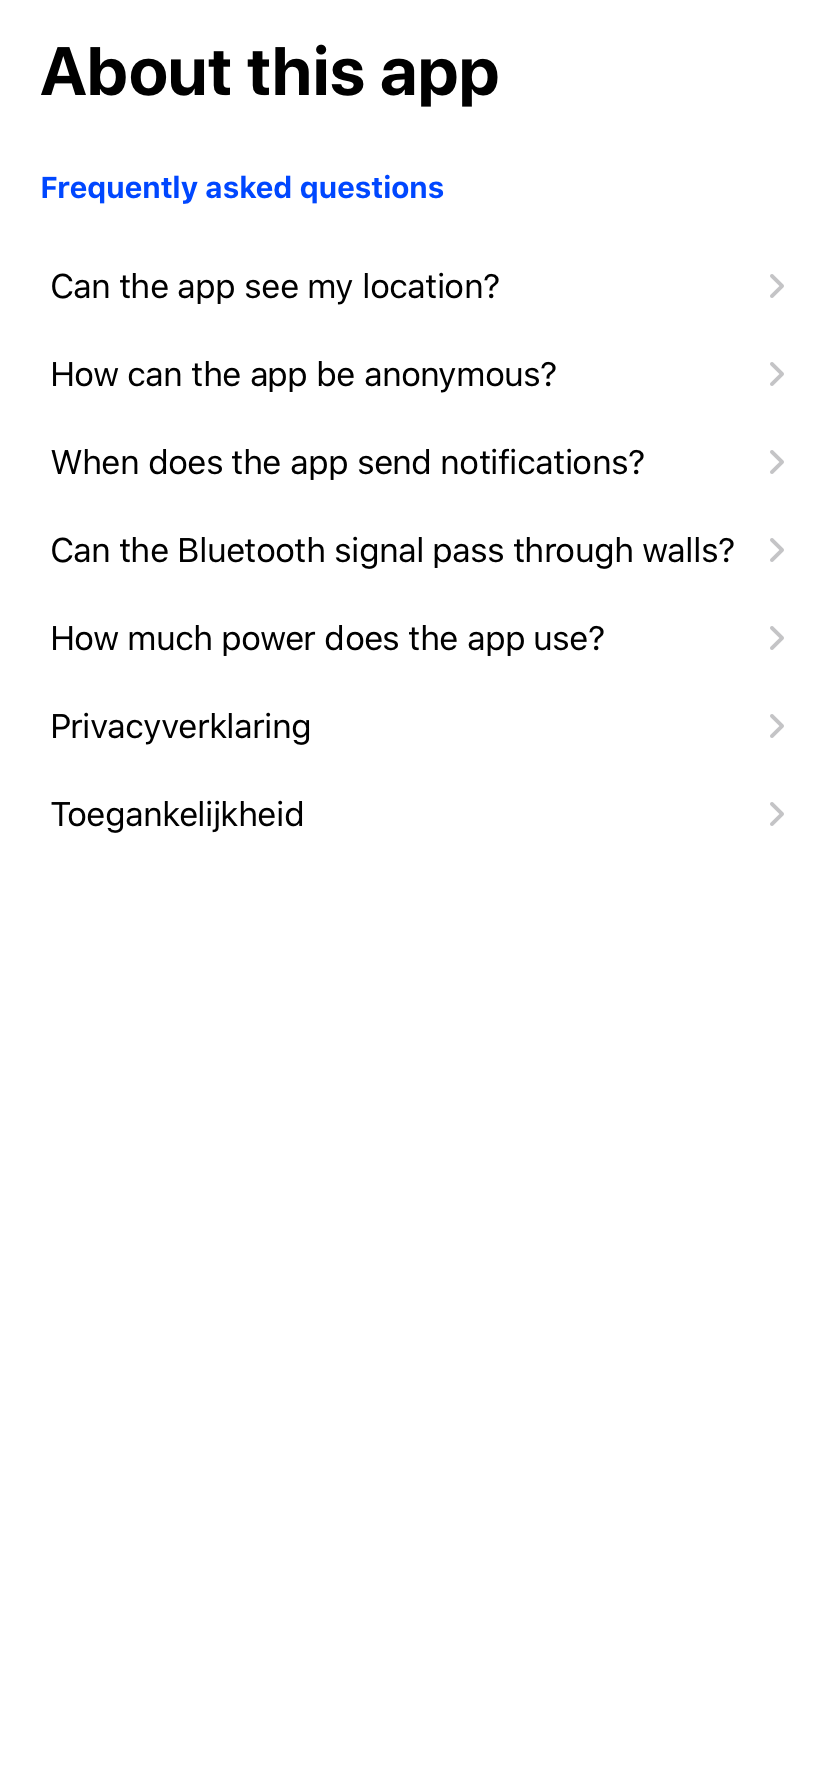 About this app
Frequently asked questions
Can the app see my location?
How can the app be anonymous?
When does the app send notifications?
Can the Bluetooth signal pass through walls?
How much power does the app use?
Privacyverklaring
Toegankelijkheid